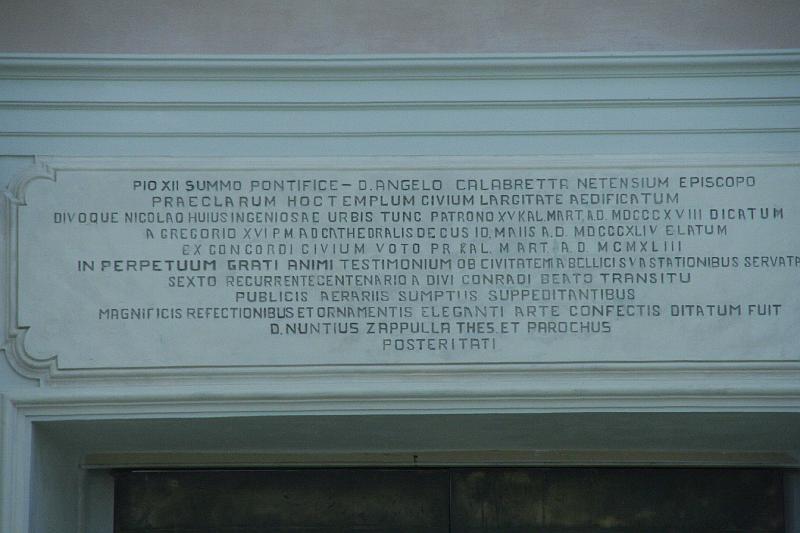 PIO XII SUMMO PONTIFICE – D. ANGELO CALABRETTA NETENSIUM EPISCOPO
PRAECLARUM HOC TEMPLUM CIVIUM LARGITATE AEDIFICATUM
DIVOQUE NICOLAO HUIUS INGENIOSAE URBIS TUNC PATRONO XV KAL. MART. A.D. MDCCCXVIII DICATUM
A GREGORIO XVI P.M. AD CATHEDRALIS DECUS ID. MAIIS A.D. MDCCCXLIV ELATUM
EX CONCORDI CIVIUM VOTO PR. KAL. MART. A.D. MCMXLIII
IN PERPETUUM GRATI ANIMI TESTIMONIUM OB CIVITATEM A BELLICIS VASTATIONIBUS SERVATA
SEXTO RECURRENTE CENTENARIO A DIVI CONRADI BEATO TRANSITU
PUBLICIS AERARIIS SUMPTUS SUPPEDITANTIBUS
MAGNIFICIS REFECTIONIBUS ET ORNAMENTIS ELEGANTI ARTE CONFECTIS DITATUM FUIT
D. NUNTIUS ZAPPULLA THES. ET PAROCHUS
POSTERITATI